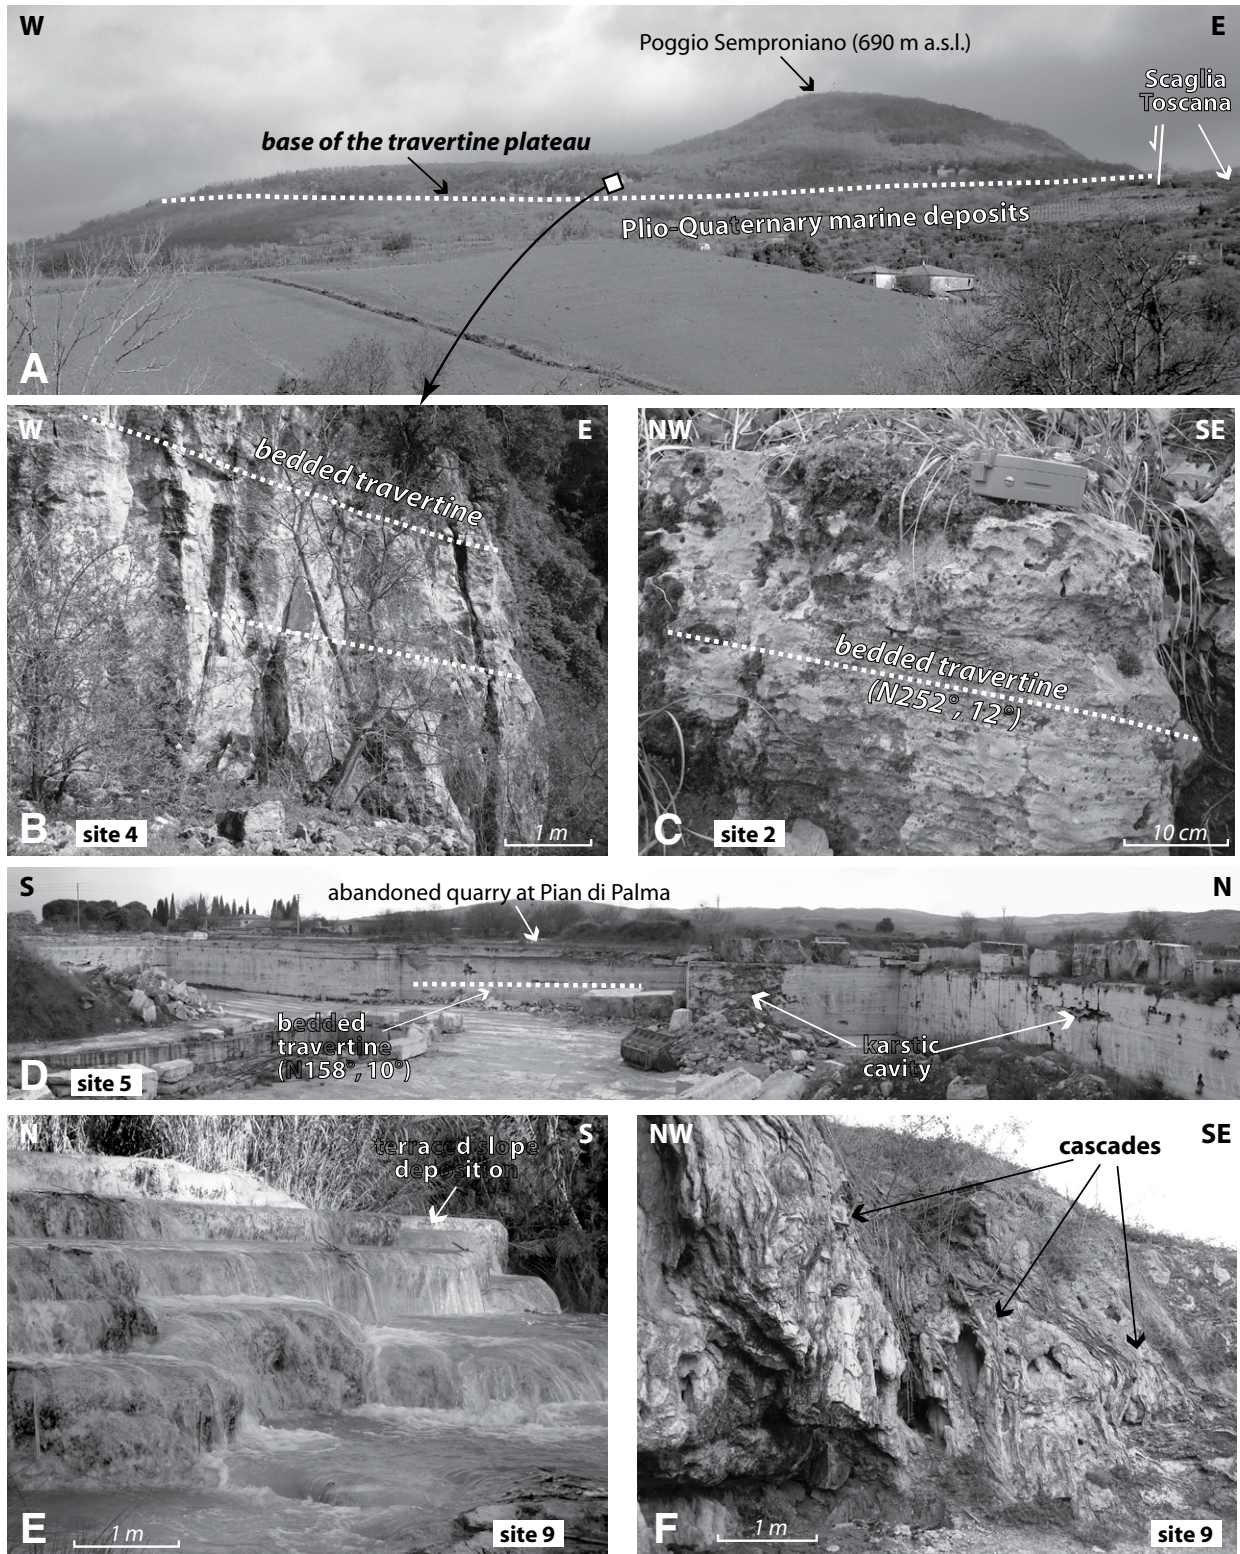 W
E
Poggio Semproniano (690 m a.s.l.)
Scaglia
Toscana
base of the travertine plateau
Plio-Quaternary marine deposits
A
W
E
bedded travertine
B
site 4
1 m
NW
SE
bedded travertine
(N252°, 12°)
C
site 2
10 cm
S
N
abandoned quarry at Pian di Palma
bedded
travertine
(N158°, 10°)
karstic
cavity
D
site 5
N
S
terraced slope
deposition
E
1 m
site 9
NW
SE
cascades
F
1 m
site 9